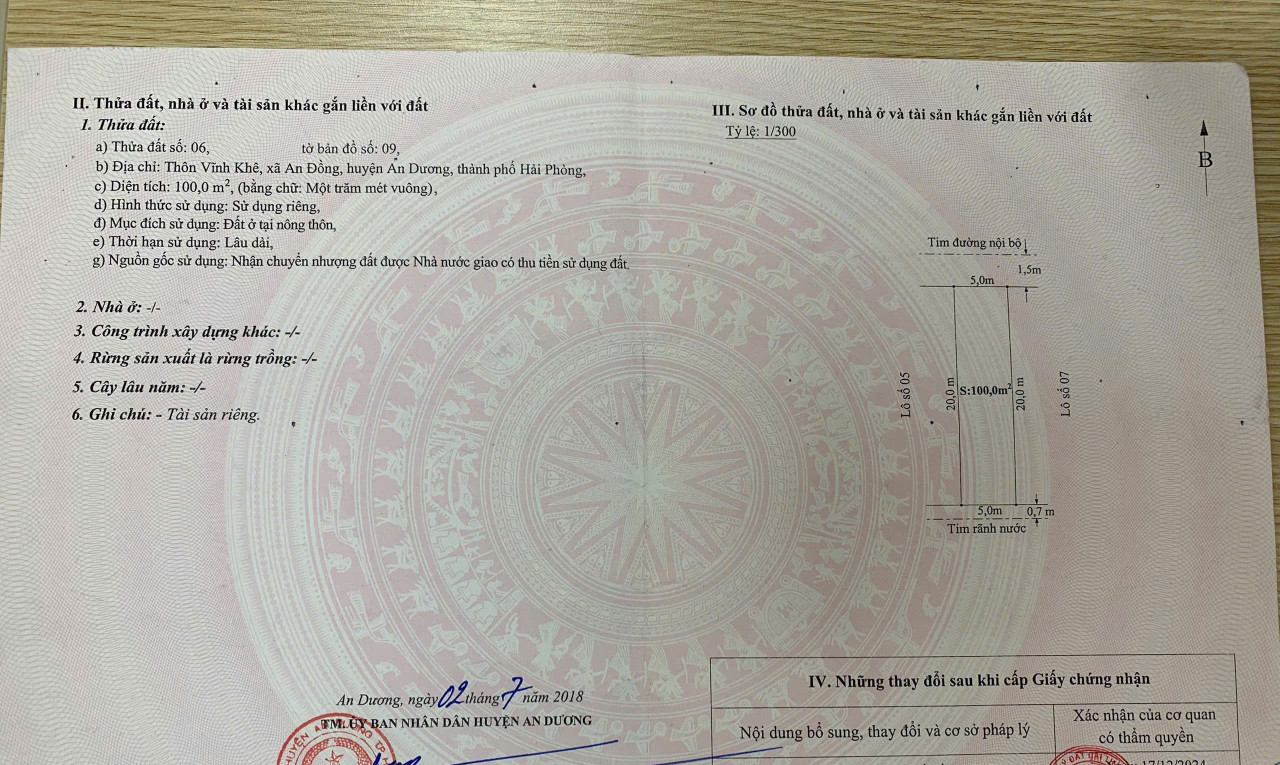 II. Thửa đất, nhà ở và tài sản khác gắn liền với đất
1. Thửa đất:
a) Thửa đất số: 06, tờ bản đồ số: 09,
b) Địa chỉ: Thôn Vĩnh Khê, xã An Đồng, huyện An Dương, thành phố Hải Phòng,
c) Diện tích: 100,0 m², (bằng chữ: Một trăm mét vuông),
d) Hình thức sử dụng: Sử dụng riêng,
đ) Mục đích sử dụng: Đất ở tại nông thôn,
e) Thời hạn sử dụng: Lâu dài,
g) Nguồn gốc sử dụng: Nhận chuyển nhượng đất được Nhà nước giao có thu tiền sử dụng đất.
2. Nhà ở: -/-
3. Công trình xây dựng khác: -/-
4. Rừng sản xuất là rừng trồng: -/-
5. Cây lâu năm: -/-
6. Ghi chú: - Tài sản riêng.
An Dương, ngày 02 tháng 7 năm 2018
TM. ỦY BAN NHÂN DÂN HUYỆN AN DƯƠNG
III. Sơ đồ thửa đất, nhà ở và tài sản khác gắn liền với đất
Tỷ lệ: 1/300
B
Tim đường nội bộ
1,5m
5,0m
Lô số 05
20,0 m
S:100,0m²
20,0 m
Lô số 07
5,0m
0,7 m
Tim rãnh nước
IV. Những thay đổi sau khi cấp Giấy chứng nhận
Nội dung bổ sung, thay đổi và cơ sở pháp lý
Xác nhận của cơ quan
có thẩm quyền
17/12/2024